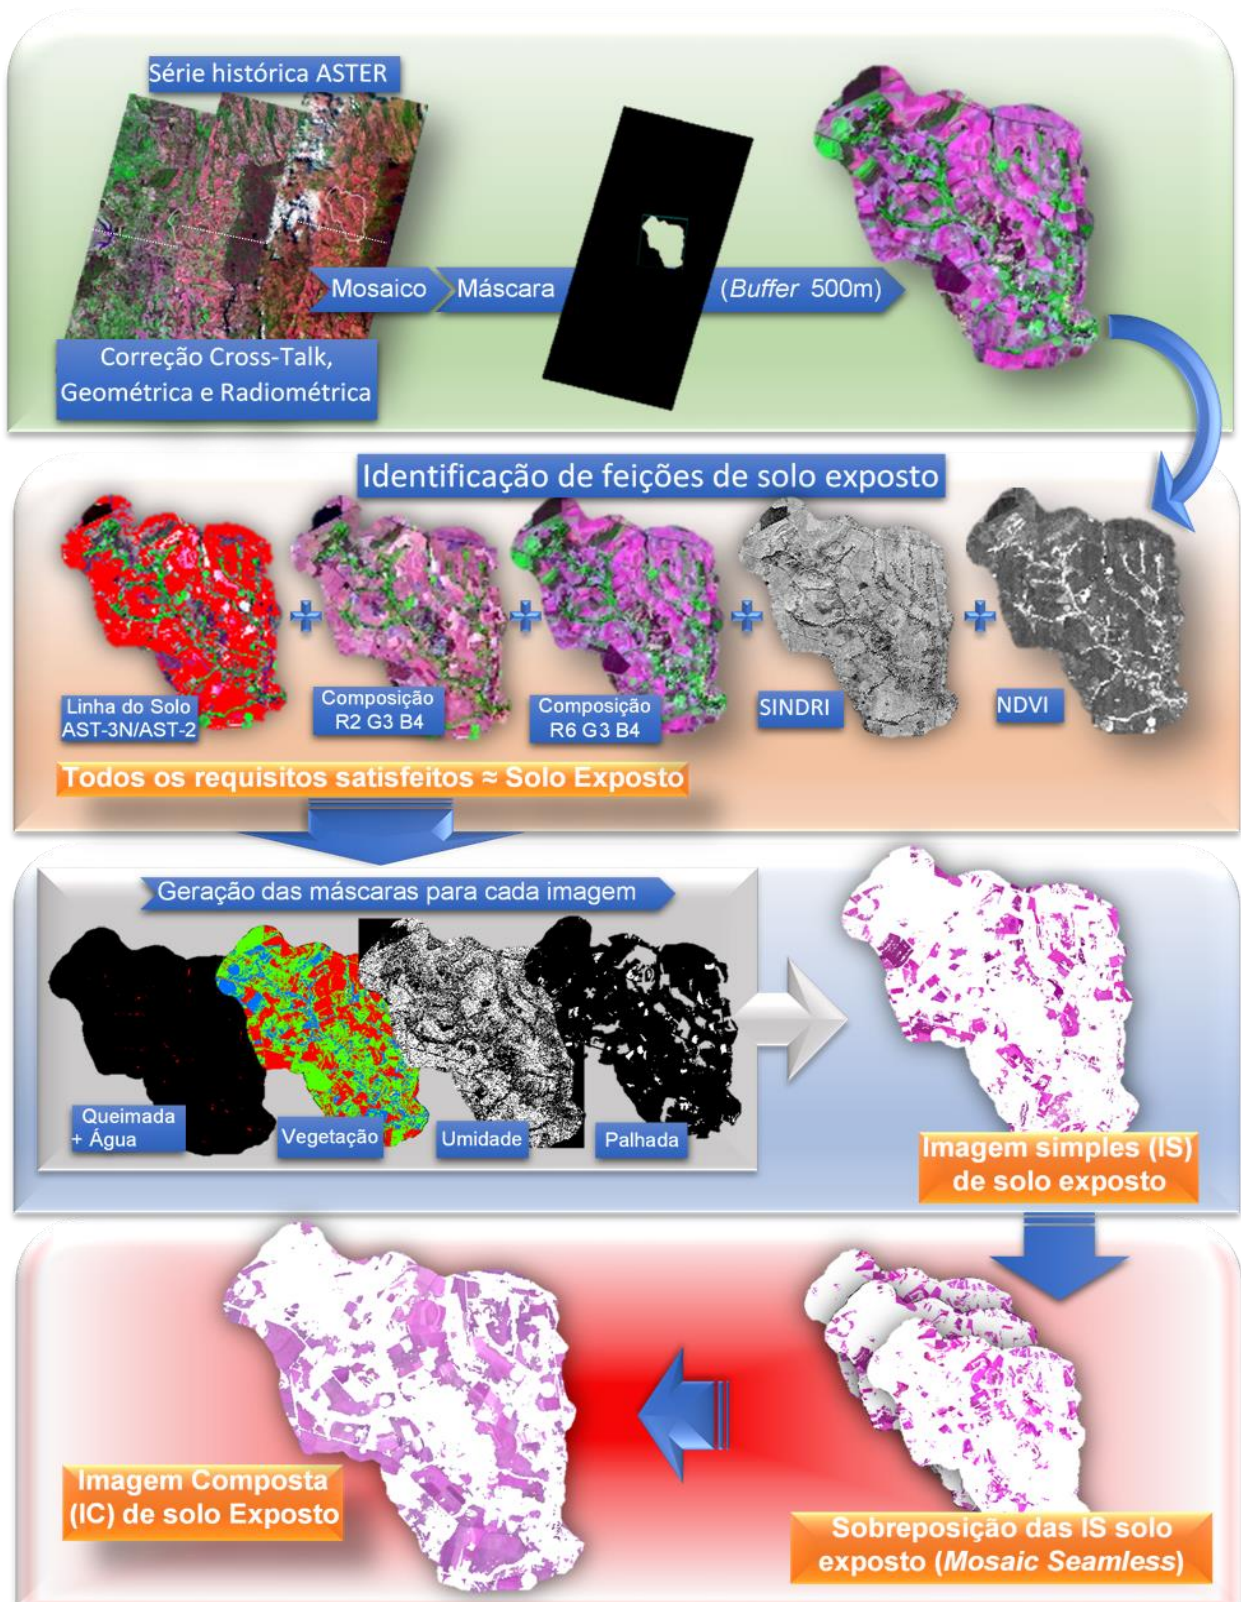 Série histórica ASTER
Mosaico
Máscara
(Buffer 500m)
Correção Cross-Talk,
Geométrica e Radiométrica
Identificação de feições de solo exposto
Linha do Solo
AST-3N/AST-2
Composição
R2 G3 B4
Composição
R6 G3 B4
SINDRI
NDVI
Todos os requisitos satisfeitos ≈ Solo Exposto
Geração das máscaras para cada imagem
Queimada
+ Água
Vegetação
Umidade
Palhada
Imagem simples (IS)
de solo exposto
Imagem Composta
(IC) de solo Exposto
Sobreposição das IS solo
exposto (Mosaic Seamless)